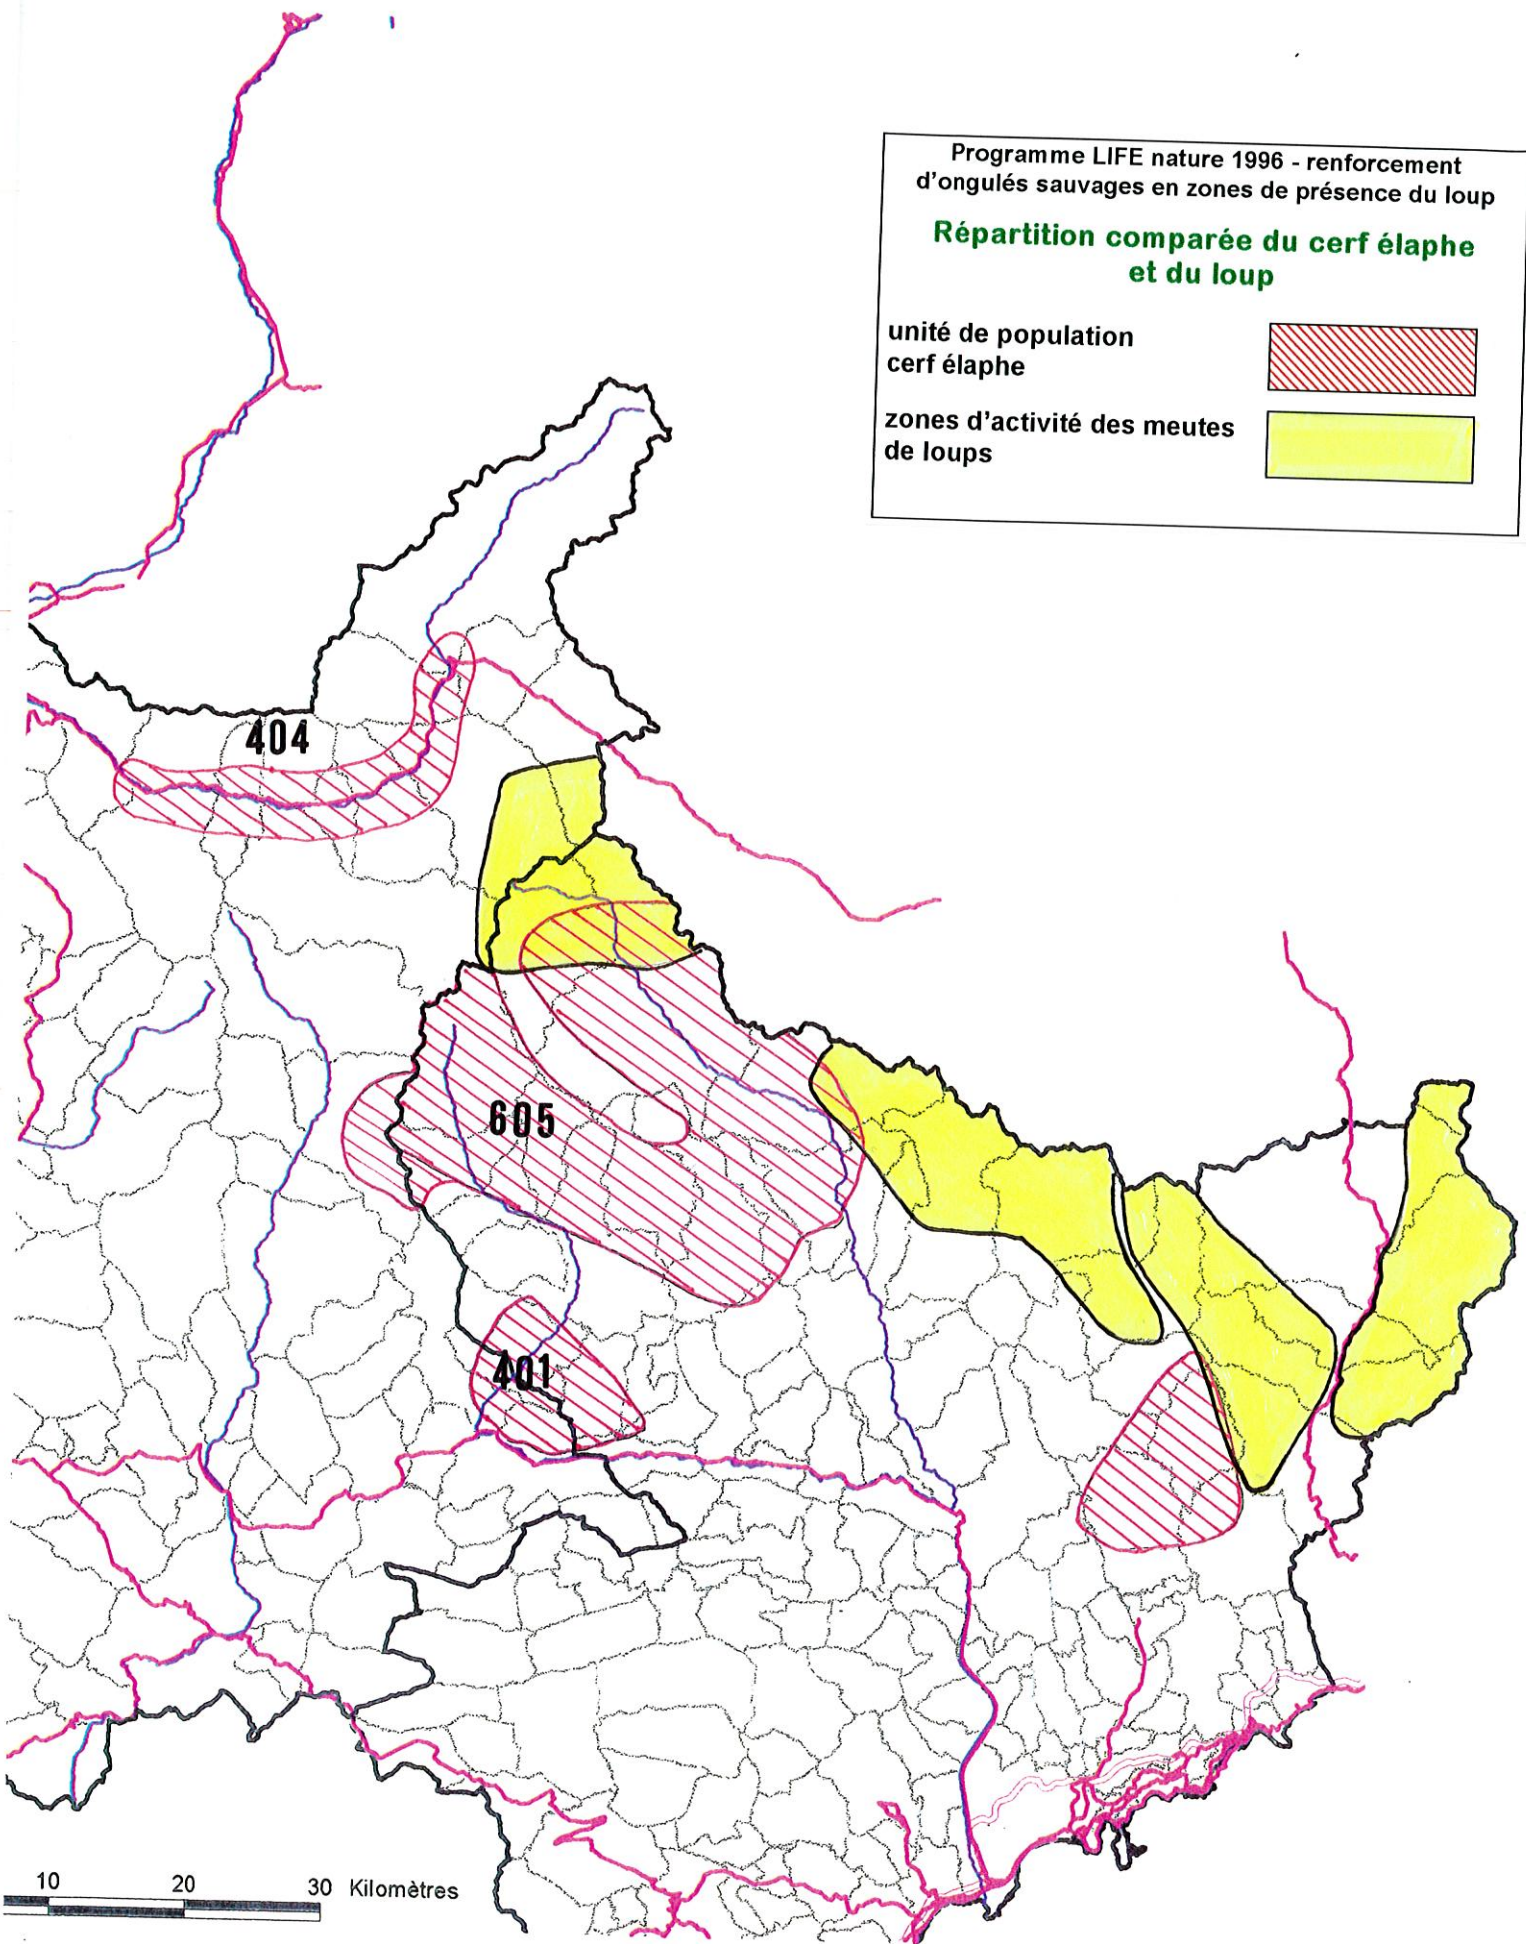 Programme LIFE nature 1996 - renforcement
d'ongulés sauvages en zones de présence du loup
Répartition comparée du cerf élaphe
et du loup
unité de population
cerf élaphe
zones d'activité des meutes
de loups
404
605
401
10 20 30 Kilomètres